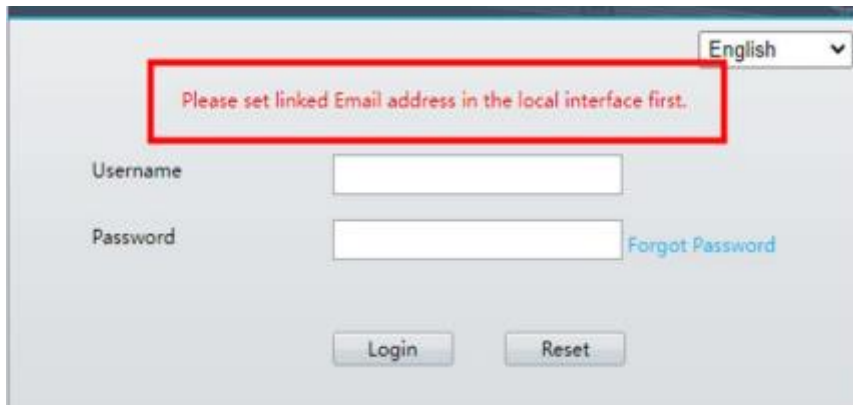 English
Please set linked Email address in the local interface first.
Username
Password
Forgot Password
Login
Reset